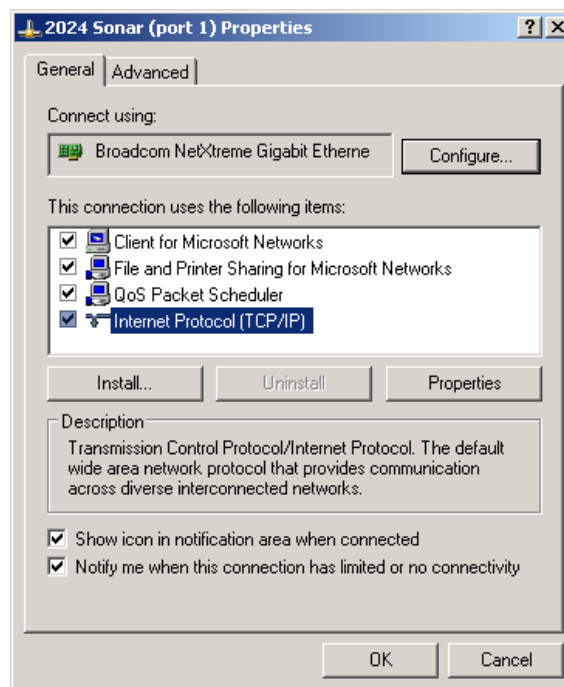 2024 Sonar (port 1) Properties
General
Advanced
Connect using:
Broadcom NetXtreme Gigabit Etherne
Configure...
This connection uses the following items:
Client for Microsoft Networks
File and Printer Sharing for Microsoft Networks
QoS Packet Scheduler
Internet Protocol (TCP/IP)
Install...
Uninstall
Properties
Description
Transmission Control Protocol/Internet Protocol. The default
wide area network protocol that provides communication
across diverse interconnected networks.
Show icon in notification area when connected
Notify me when this connection has limited or no connectivity
OK
Cancel